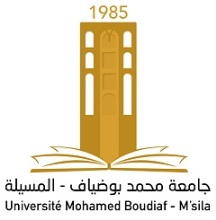 1985
جامعة محمد بوضياف - المسيلة
Université Mohamed Boudiaf - M'sila